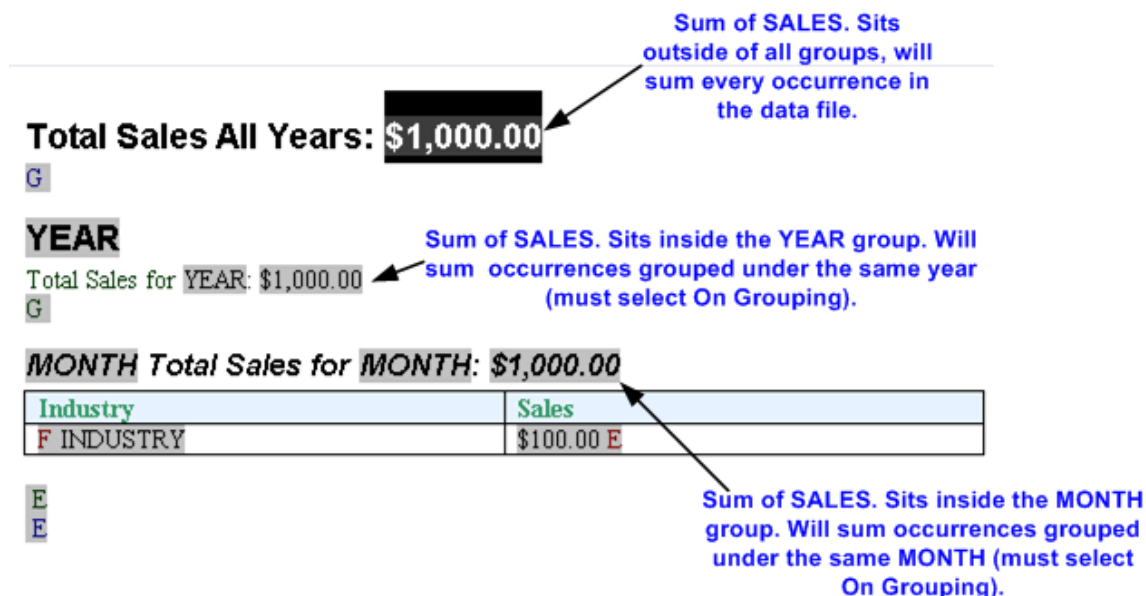 Sum of SALES. Sits
outside of all groups, will
sum every occurrence in
the data file.
Total Sales All Years: $1,000.00
G
YEAR
Sum of SALES. Sits inside the YEAR group. Will
sum occurrences grouped under the same year
(must select On Grouping).
Total Sales for YEAR: $1,000.00
G
MONTH Total Sales for MONTH: $1,000.00
Industry Sales
F INDUSTRY $100.00 E
E
E
Sum of SALES. Sits inside the MONTH
group. Will sum occurrences grouped
under the same MONTH (must select
On Grouping).